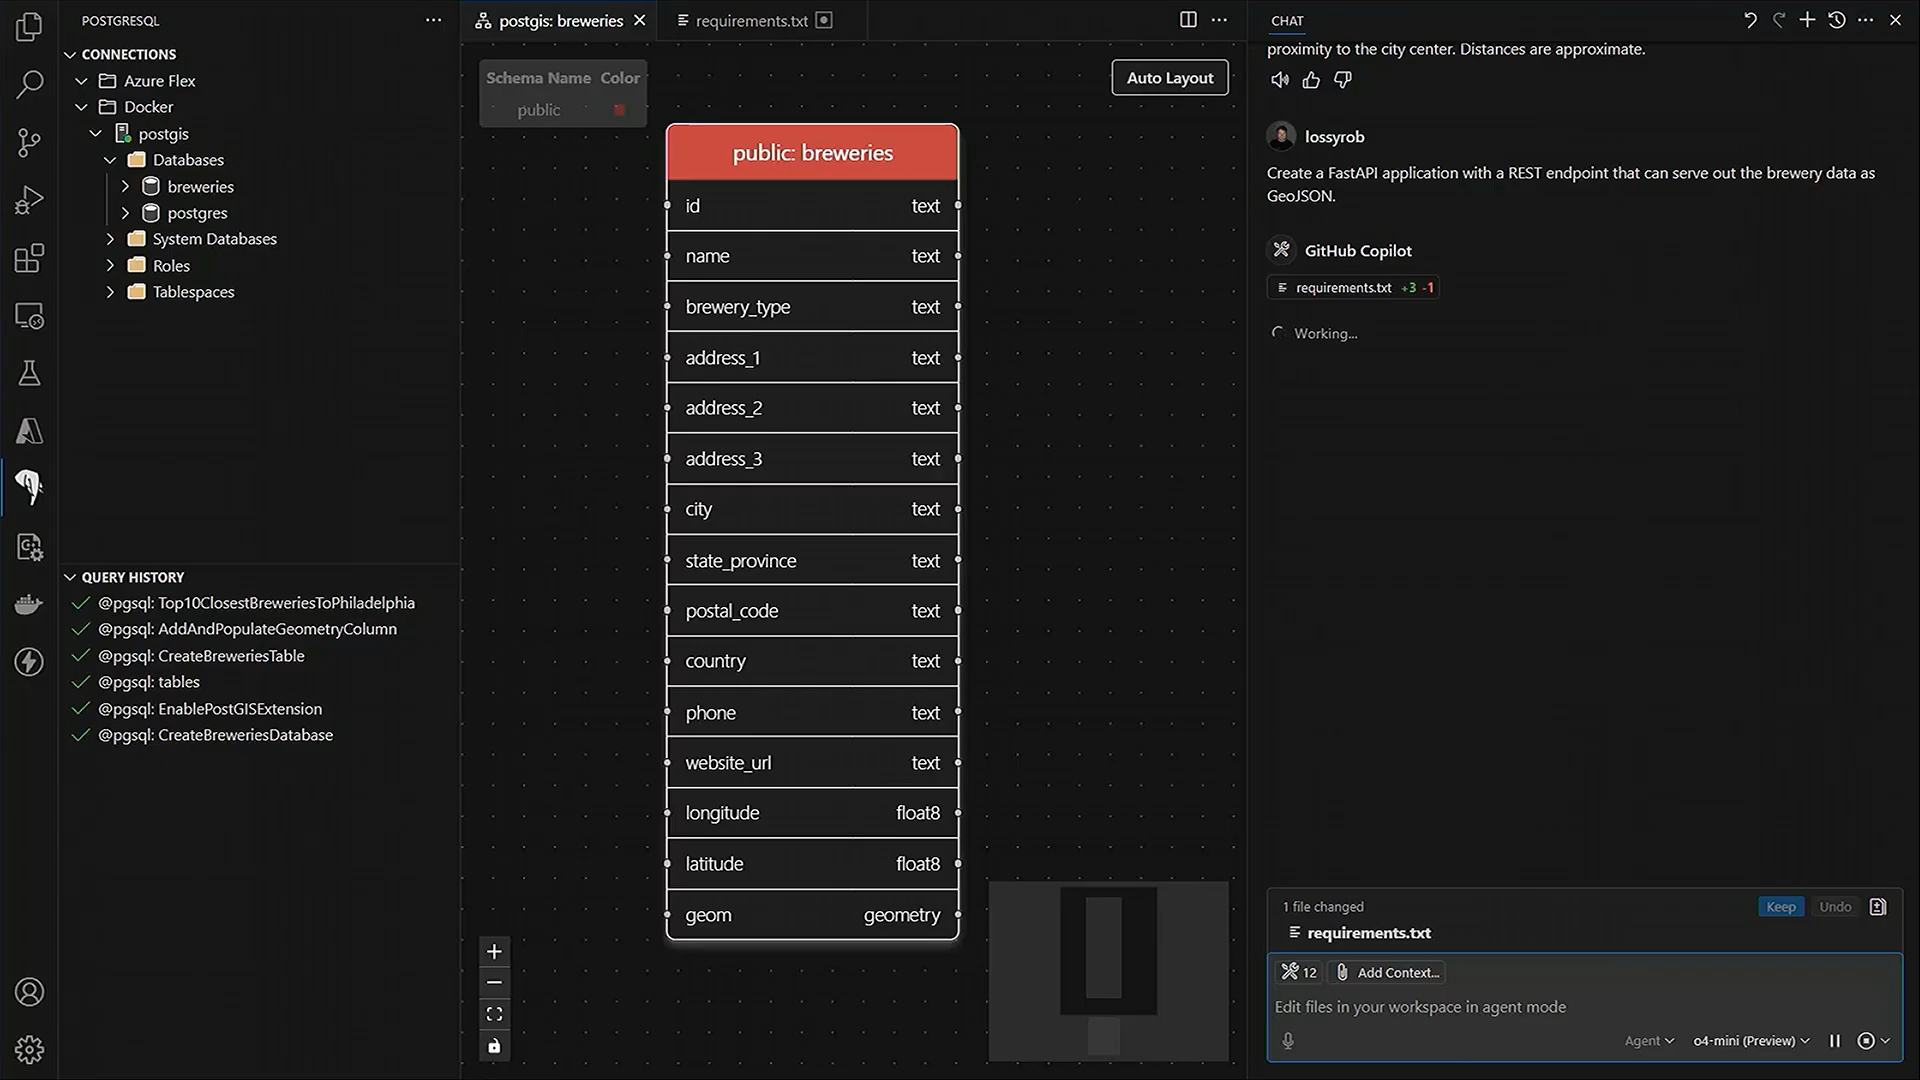 POSTGRESQL
CONNECTIONS
Azure Flex
Docker
postgis
Databases
breweries
postgres
System Databases
Roles
Tablespaces
QUERY HISTORY
@pgsql: Top10ClosestBreweriesToPhiladelphia
@pgsql: AddAndPopulateGeometryColumn
@pgsql: CreateBreweriesTable
@pgsql: tables
@pgsql: EnablePostGISExtension
@pgsql: CreateBreweriesDatabase
postgis: breweries
requirements.txt
Schema Name Color
public
Auto Layout
public: breweries
id text
name text
brewery_type text
address_1 text
address_2 text
address_3 text
city text
state_province text
postal_code text
country text
phone text
website_url text
longitude float8
latitude float8
geom geometry
CHAT
proximity to the city center. Distances are approximate.
lossyrob
Create a FastAPI application with a REST endpoint that can serve out the brewery data as
GeoJSON.
GitHub Copilot
requirements.txt +3 -1
Working...
1 file changed
Keep Undo
requirements.txt
12 Add Context...
Edit files in your workspace in agent mode
Agent o4-mini (Preview)